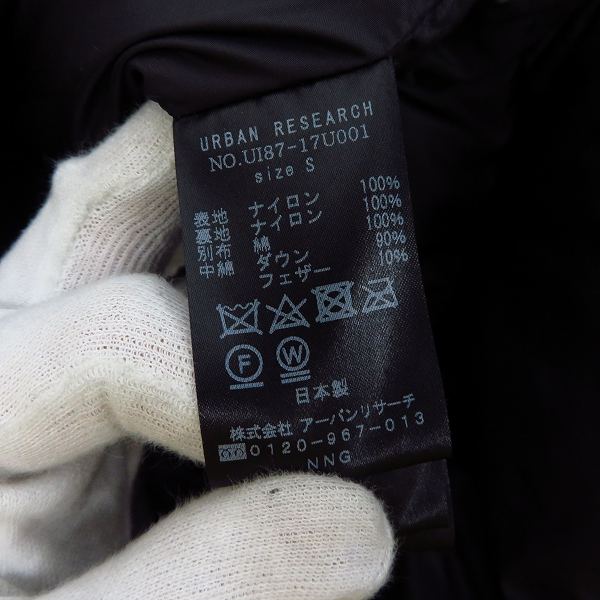 URBAN RESEARCH
NO.UI87-17U001
size S
表地 ナイロン 100%
裏地 ナイロン 100%
別布 綿 100%
中綿 ダウン 90%
フェザー 10%
F W
日本製
株式会社 アーバンリサーチ
0120-967-013
NNG